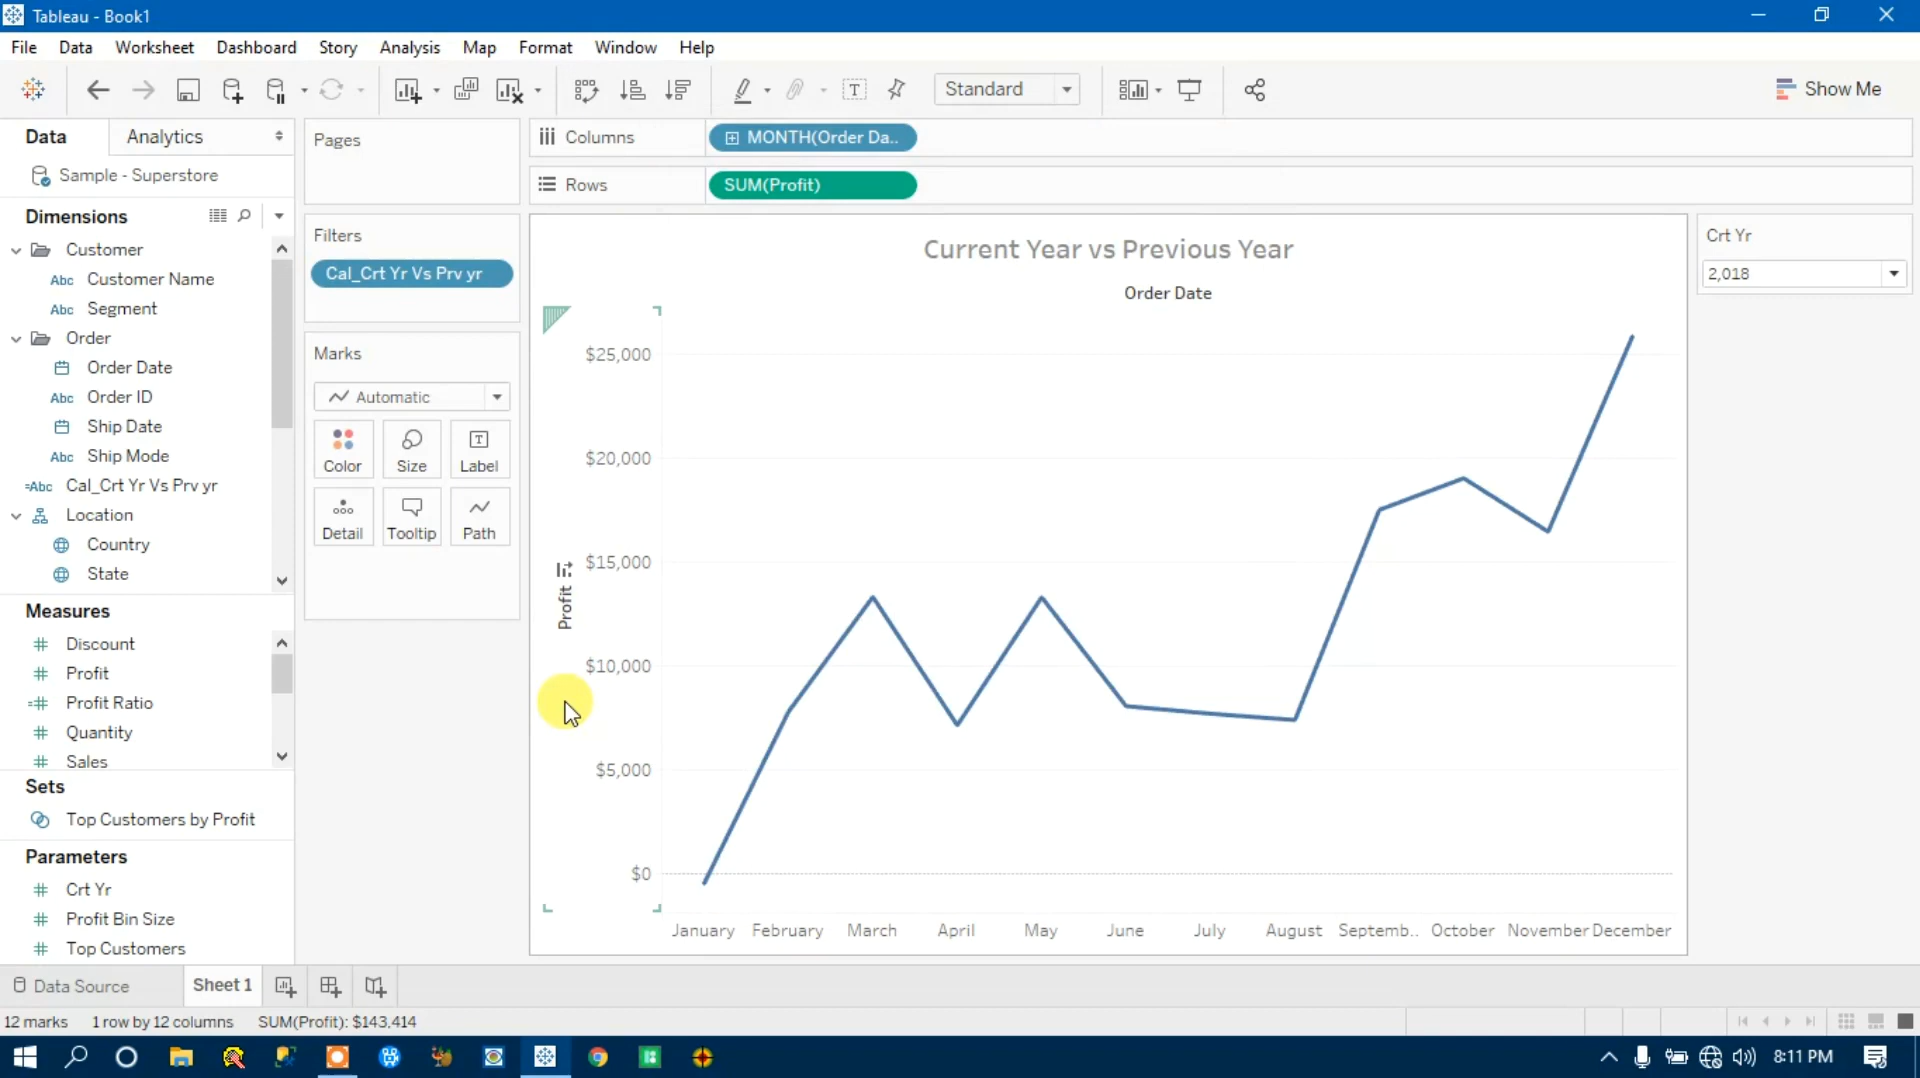 Tableau - Book1
File Data Worksheet Dashboard Story Analysis Map Format Window Help
Standard
Show Me
Data
Analytics
Sample - Superstore
Dimensions
Customer
Abc Customer Name
Abc Segment
Order
Order Date
Abc Order ID
Ship Date
Abc Ship Mode
=Abc Cal_Crt Yr Vs Prv yr
Location
Country
State
Measures
Discount
Profit
Profit Ratio
Quantity
Sales
Sets
Top Customers by Profit
Parameters
Crt Yr
Profit Bin Size
Top Customers
Pages
Filters
Cal_Crt Yr Vs Prv yr
Marks
Automatic
Color Size Label
Detail Tooltip Path
Columns
MONTH(Order Da..
Rows
SUM(Profit)
Current Year vs Previous Year
Order Date
Profit
$25,000
$20,000
$15,000
$10,000
$5,000
$0
January February March April May June July August Septemb.. October November December
Crt Yr
2,018
Data Source
Sheet 1
12 marks 1 row by 12 columns SUM(Profit): $143,414
8:11 PM